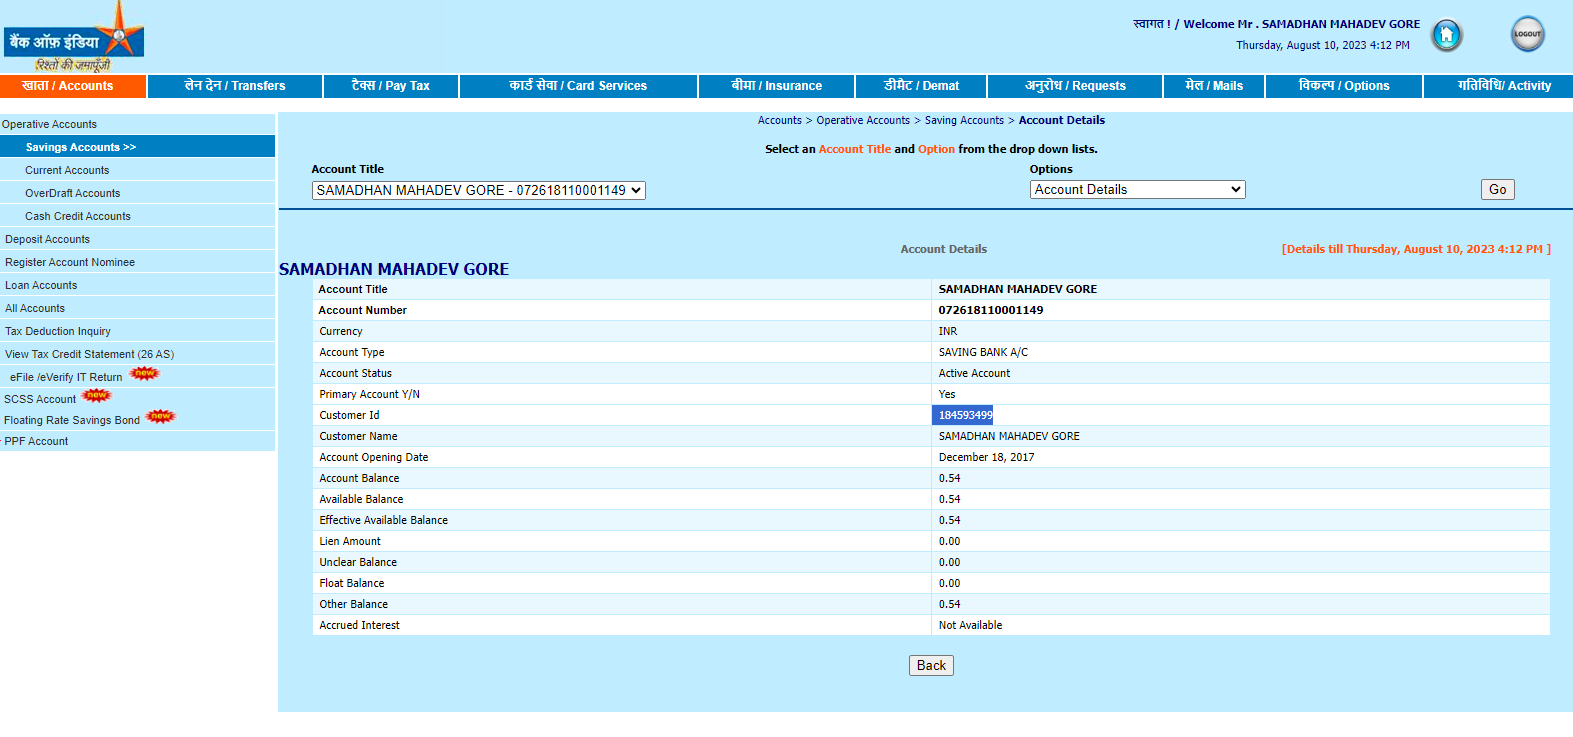 बैंक ऑफ़ इंडिया
रिश्तों की जमापूँजी
स्वागत ! / Welcome Mr . SAMADHAN MAHADEV GORE
Thursday, August 10, 2023 4:12 PM
LOGOUT
खाता / Accounts लेन देन / Transfers टैक्स / Pay Tax कार्ड सेवा / Card Services बीमा / Insurance डीमैट / Demat अनुरोध / Requests मेल / Mails विकल्प / Options गतिविधि/ Activity
Operative Accounts
Savings Accounts >>
Current Accounts
OverDraft Accounts
Cash Credit Accounts
Deposit Accounts
Register Account Nominee
Loan Accounts
All Accounts
Tax Deduction Inquiry
View Tax Credit Statement (26 AS)
eFile /eVerify IT Return new
SCSS Account new
Floating Rate Savings Bond new
PPF Account
Accounts > Operative Accounts > Saving Accounts > Account Details
Select an Account Title and Option from the drop down lists.
Account Title Options
SAMADHAN MAHADEV GORE - 072618110001149 Account Details Go
Account Details [Details till Thursday, August 10, 2023 4:12 PM ]
SAMADHAN MAHADEV GORE
Account Title SAMADHAN MAHADEV GORE
Account Number 072618110001149
Currency INR
Account Type SAVING BANK A/C
Account Status Active Account
Primary Account Y/N Yes
Customer Id 184593499
Customer Name SAMADHAN MAHADEV GORE
Account Opening Date December 18, 2017
Account Balance 0.54
Available Balance 0.54
Effective Available Balance 0.54
Lien Amount 0.00
Unclear Balance 0.00
Float Balance 0.00
Other Balance 0.54
Accrued Interest Not Available
Back